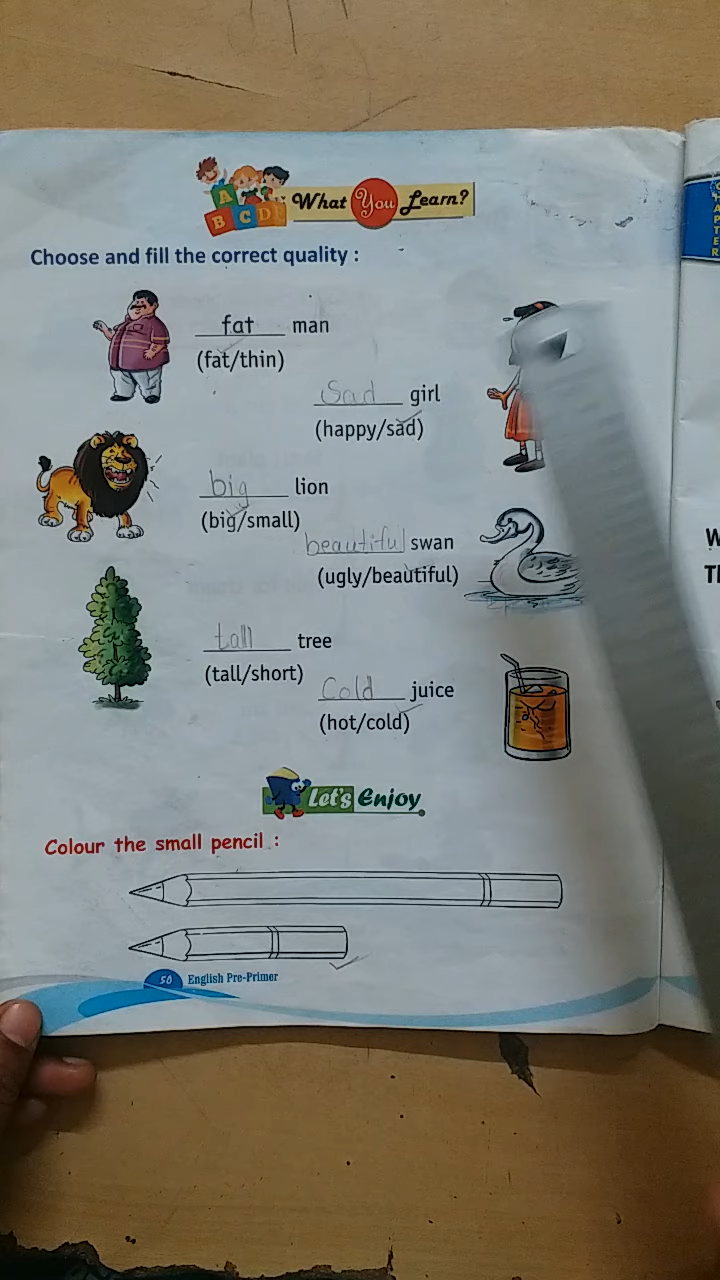 A B C D
What You Learn?
Choose and fill the correct quality :
fat man
(fat/thin)
Sad girl
(happy/sad)
big lion
(big/small)
beautiful swan
(ugly/beautiful)
tall tree
(tall/short)
Cold juice
(hot/cold)
Let's Enjoy
Colour the small pencil :
56 English Pre-Primer